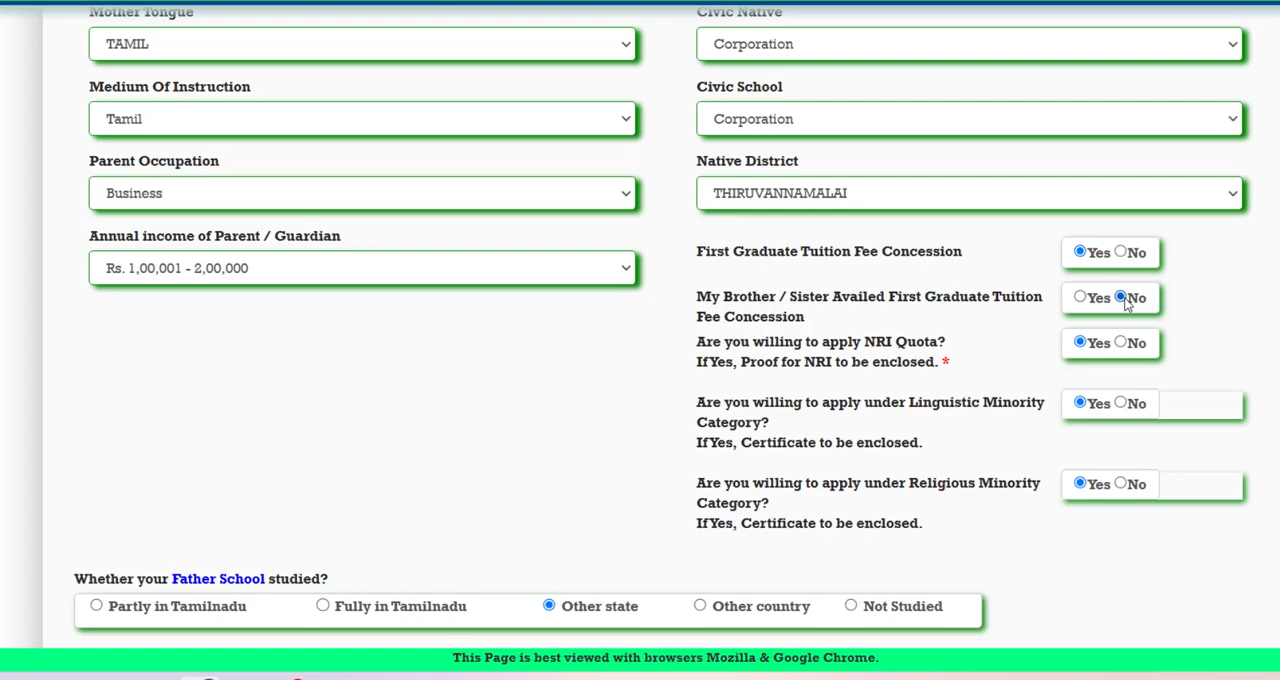 Mother Tongue
Civic Native
TAMIL
Corporation
Medium Of Instruction
Civic School
Tamil
Corporation
Parent Occupation
Native District
Business
THIRUVANNAMALAI
Annual income of Parent / Guardian
Rs. 1,00,001 - 2,00,000
First Graduate Tuition Fee Concession
Yes No
My Brother / Sister Availed First Graduate Tuition
Fee Concession
Yes No
Are you willing to apply NRI Quota?
If Yes, Proof for NRI to be enclosed. *
Yes No
Are you willing to apply under Linguistic Minority
Category?
If Yes, Certificate to be enclosed.
Yes No
Are you willing to apply under Religious Minority
Category?
If Yes, Certificate to be enclosed.
Yes No
Whether your Father School studied?
Partly in Tamilnadu Fully in Tamilnadu Other state Other country Not Studied
This Page is best viewed with browsers Mozilla & Google Chrome.